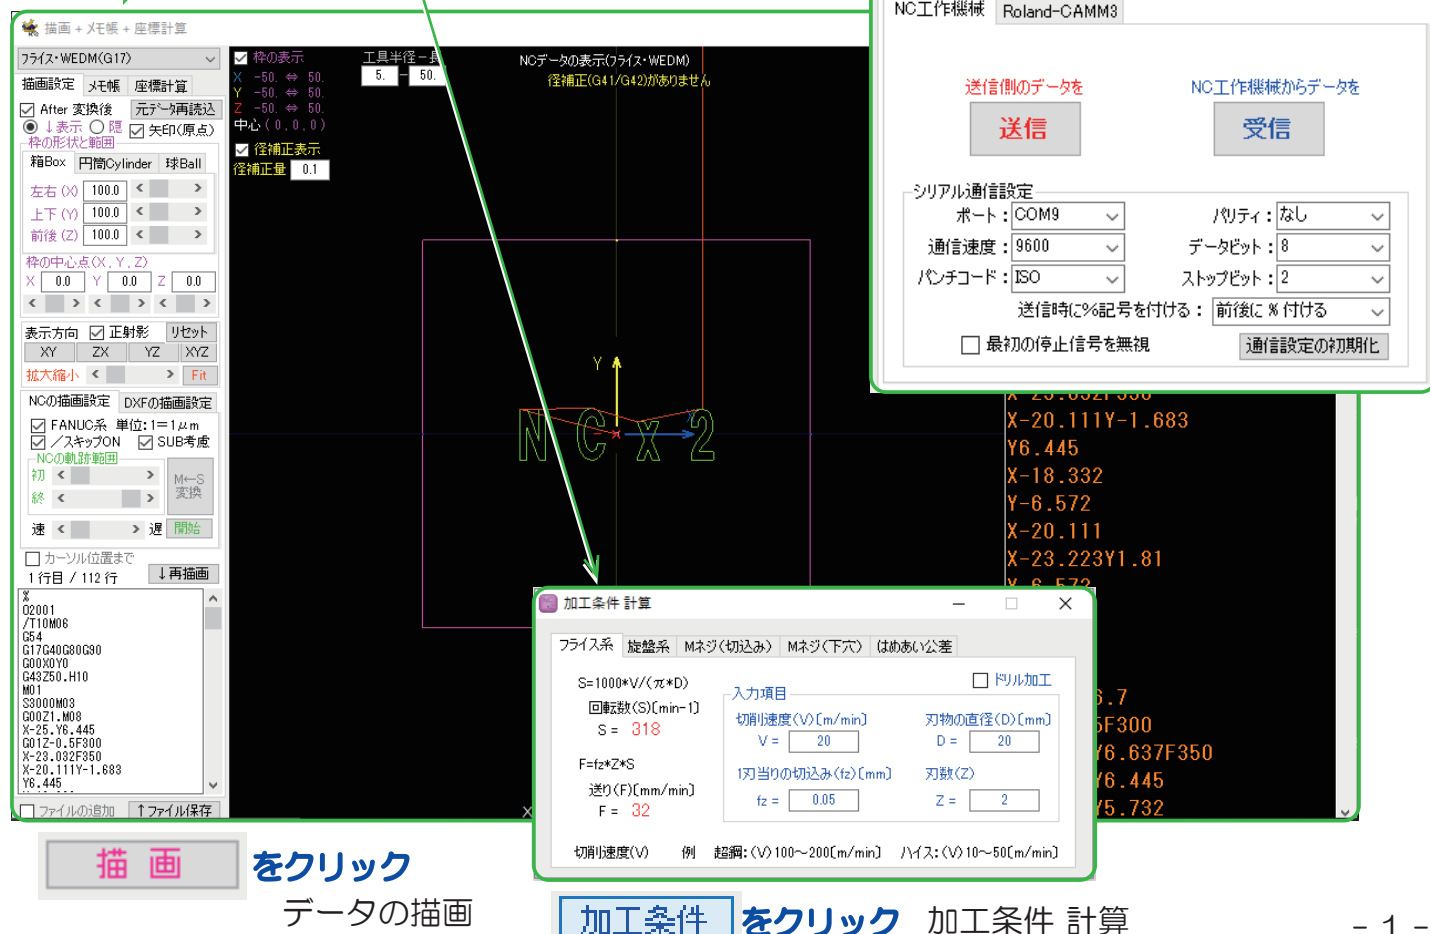 描画 + メモ帳 + 座標計算
フライス・WEDM(G17)
描画設定 メモ帳 座標計算
After 変換後 元データ再読込
↓表示 隠 矢印(原点)
枠の形状と範囲
箱Box 円筒Cylinder 球Ball
左右 (X) 100.0
上下 (Y) 100.0
前後 (Z) 100.0
枠の中心点(X,Y,Z)
X 0.0 Y 0.0 Z 0.0
表示方向 正射影 リセット
XY ZX YZ XYZ
拡大縮小 Fit
NCの描画設定 DXFの描画設定
FANUC系 単位:1=1μm
/スキップON SUB考慮
NCの軌跡範囲
初
終
M←S
変換
速 遅 開始
カーソル位置まで
1 行目 / 112 行 ↓再描画
%
O2001
/T10M06
G54
G17G40G80G90
G00X0Y0
G43Z50.H10
M01
S3000M03
G00Z1.M08
X-25.Y6.445
G01Z-0.5F300
X-23.032F350
X-20.111Y-1.683
Y6.445
ファイルの追加 ↑ファイル保存
枠の表示
X -50. ⇔ 50.
Y -50. ⇔ 50.
Z -50. ⇔ 50.
中心(0,0,0)
径補正表示
径補正量 0.1
工具半径-長
5. - 50.
NCデータの表示(フライス・WEDM)
径補正(G41/G42)がありません
Y
X
N C x 2
X
X-23.032F350
X-20.111Y-1.683
Y6.445
X-18.332
Y-6.572
X-20.111
X-23.223Y1.81
Y-6.572
6.7
5F300
Y6.637F350
Y6.445
Y5.732
NC工作機械 Roland-CAMM3
送信側のデータを
送信
NC工作機械からデータを
受信
シリアル通信設定
ポート: COM9 パリティ: なし
通信速度: 9600 データビット: 8
パンチコード: ISO ストップビット: 2
送信時に%記号を付ける: 前後に % 付ける
最初の停止信号を無視 通信設定の初期化
加工条件 計算
フライス系 旋盤系 Mネジ(切込み) Mネジ(下穴) はめあい公差
S=1000*V/(π*D)
回転数(S)[min-1]
S = 318
F=fz*Z*S
送り(F)[mm/min]
F = 32
ドリル加工
入力項目
切削速度(V)[m/min] 刃物の直径(D)[mm]
V = 20 D = 20
1刃当りの切込み(fz)[mm] 刃数(Z)
fz = 0.05 Z = 2
切削速度(V) 例 超鋼:(V)100～200[m/min] ハイス:(V)10～50[m/min]
描 画 をクリック
データの描画
加工条件 をクリック 加工条件 計算
- 1 -